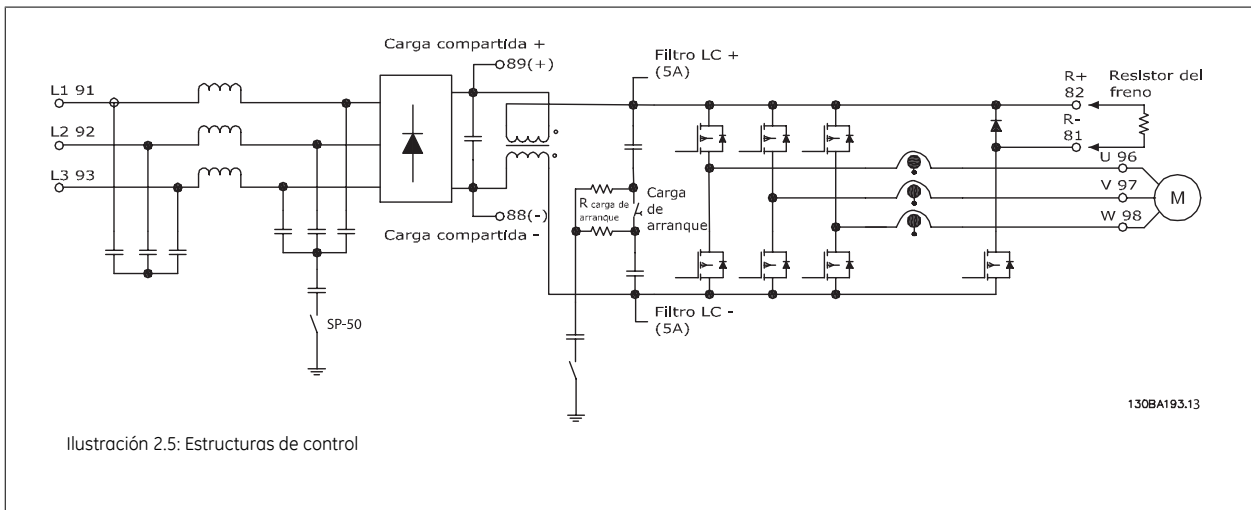 Carga compartida +
89(+)
Filtro LC +
(5A)
R+
82
Resistor del
freno
L1 91
R-
81
L2 92
U 96
L3 93
V 97
M
W 98
R carga de
arranque
Carga
de
arranque
88(-)
Carga compartida -
Filtro LC -
(5A)
SP-50
130BA193.13
Ilustración 2.5: Estructuras de control